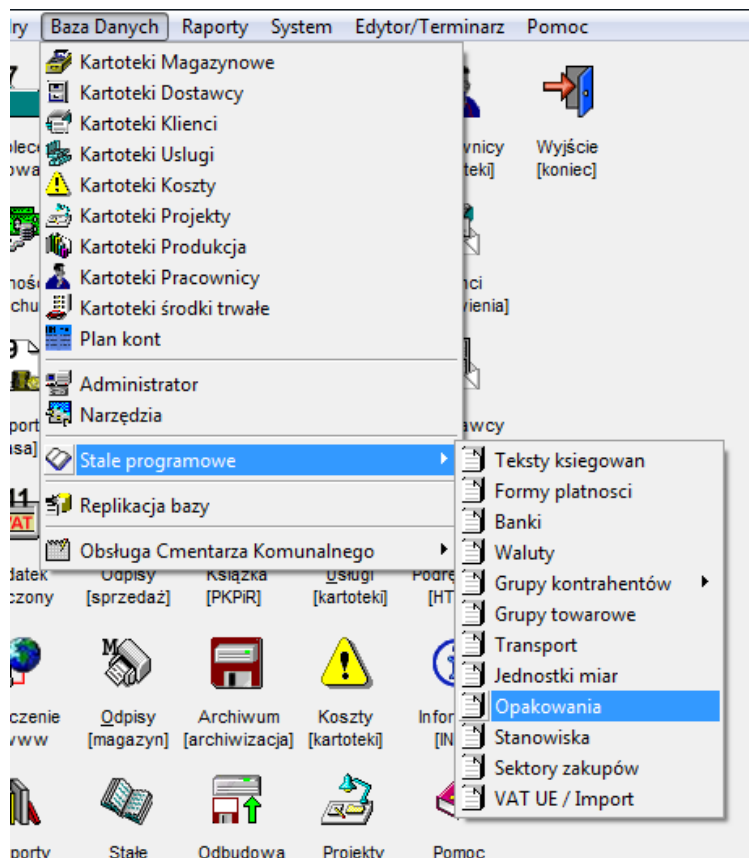 Baza Danych Raporty System Edytor/Terminarz Pomoc
Kartoteki Magazynowe
Kartoteki Dostawcy
Kartoteki Klienci
Kartoteki Uslugi
Kartoteki Koszty
Kartoteki Projekty
Kartoteki Produkcja
Kartoteki Pracownicy
Kartoteki środki trwałe
Plan kont
Administrator
Narzędzia
Stale programowe
Replikacja bazy
Obsługa Cmentarza Komunalnego
Teksty ksiegowan
Formy platnosci
Banki
Waluty
Grupy kontrahentów
Grupy towarowe
Transport
Jednostki miar
Opakowania
Stanowiska
Sektory zakupów
VAT UE / Import
Wyjście
[koniec]
Odpisy Książka Usługi
[sprzedaż] [PKPiR] [kartoteki]
Odpisy Archiwum Koszty
[magazyn] [archiwizacja] [kartoteki]
Stałe Odbudowa Projekty Pomoc